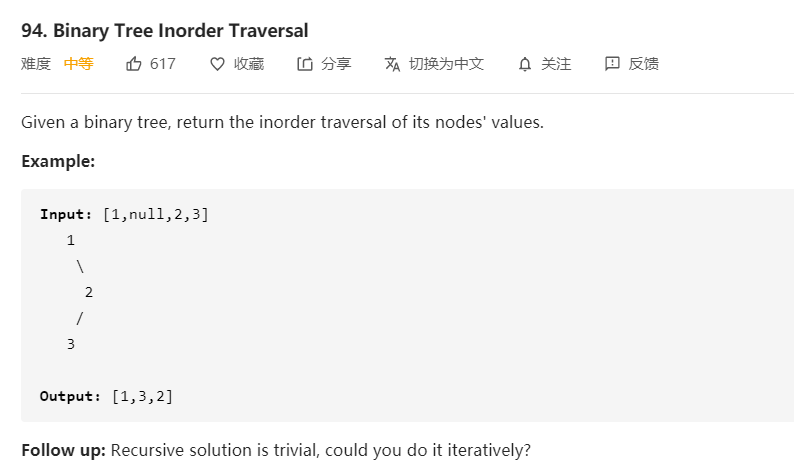 94. Binary Tree Inorder Traversal
难度 中等 617 收藏 分享 切换为中文 关注 反馈
Given a binary tree, return the inorder traversal of its nodes' values.
Example:
Input: [1,null,2,3]
1
\
2
/
3
Output: [1,3,2]
Follow up: Recursive solution is trivial, could you do it iteratively?